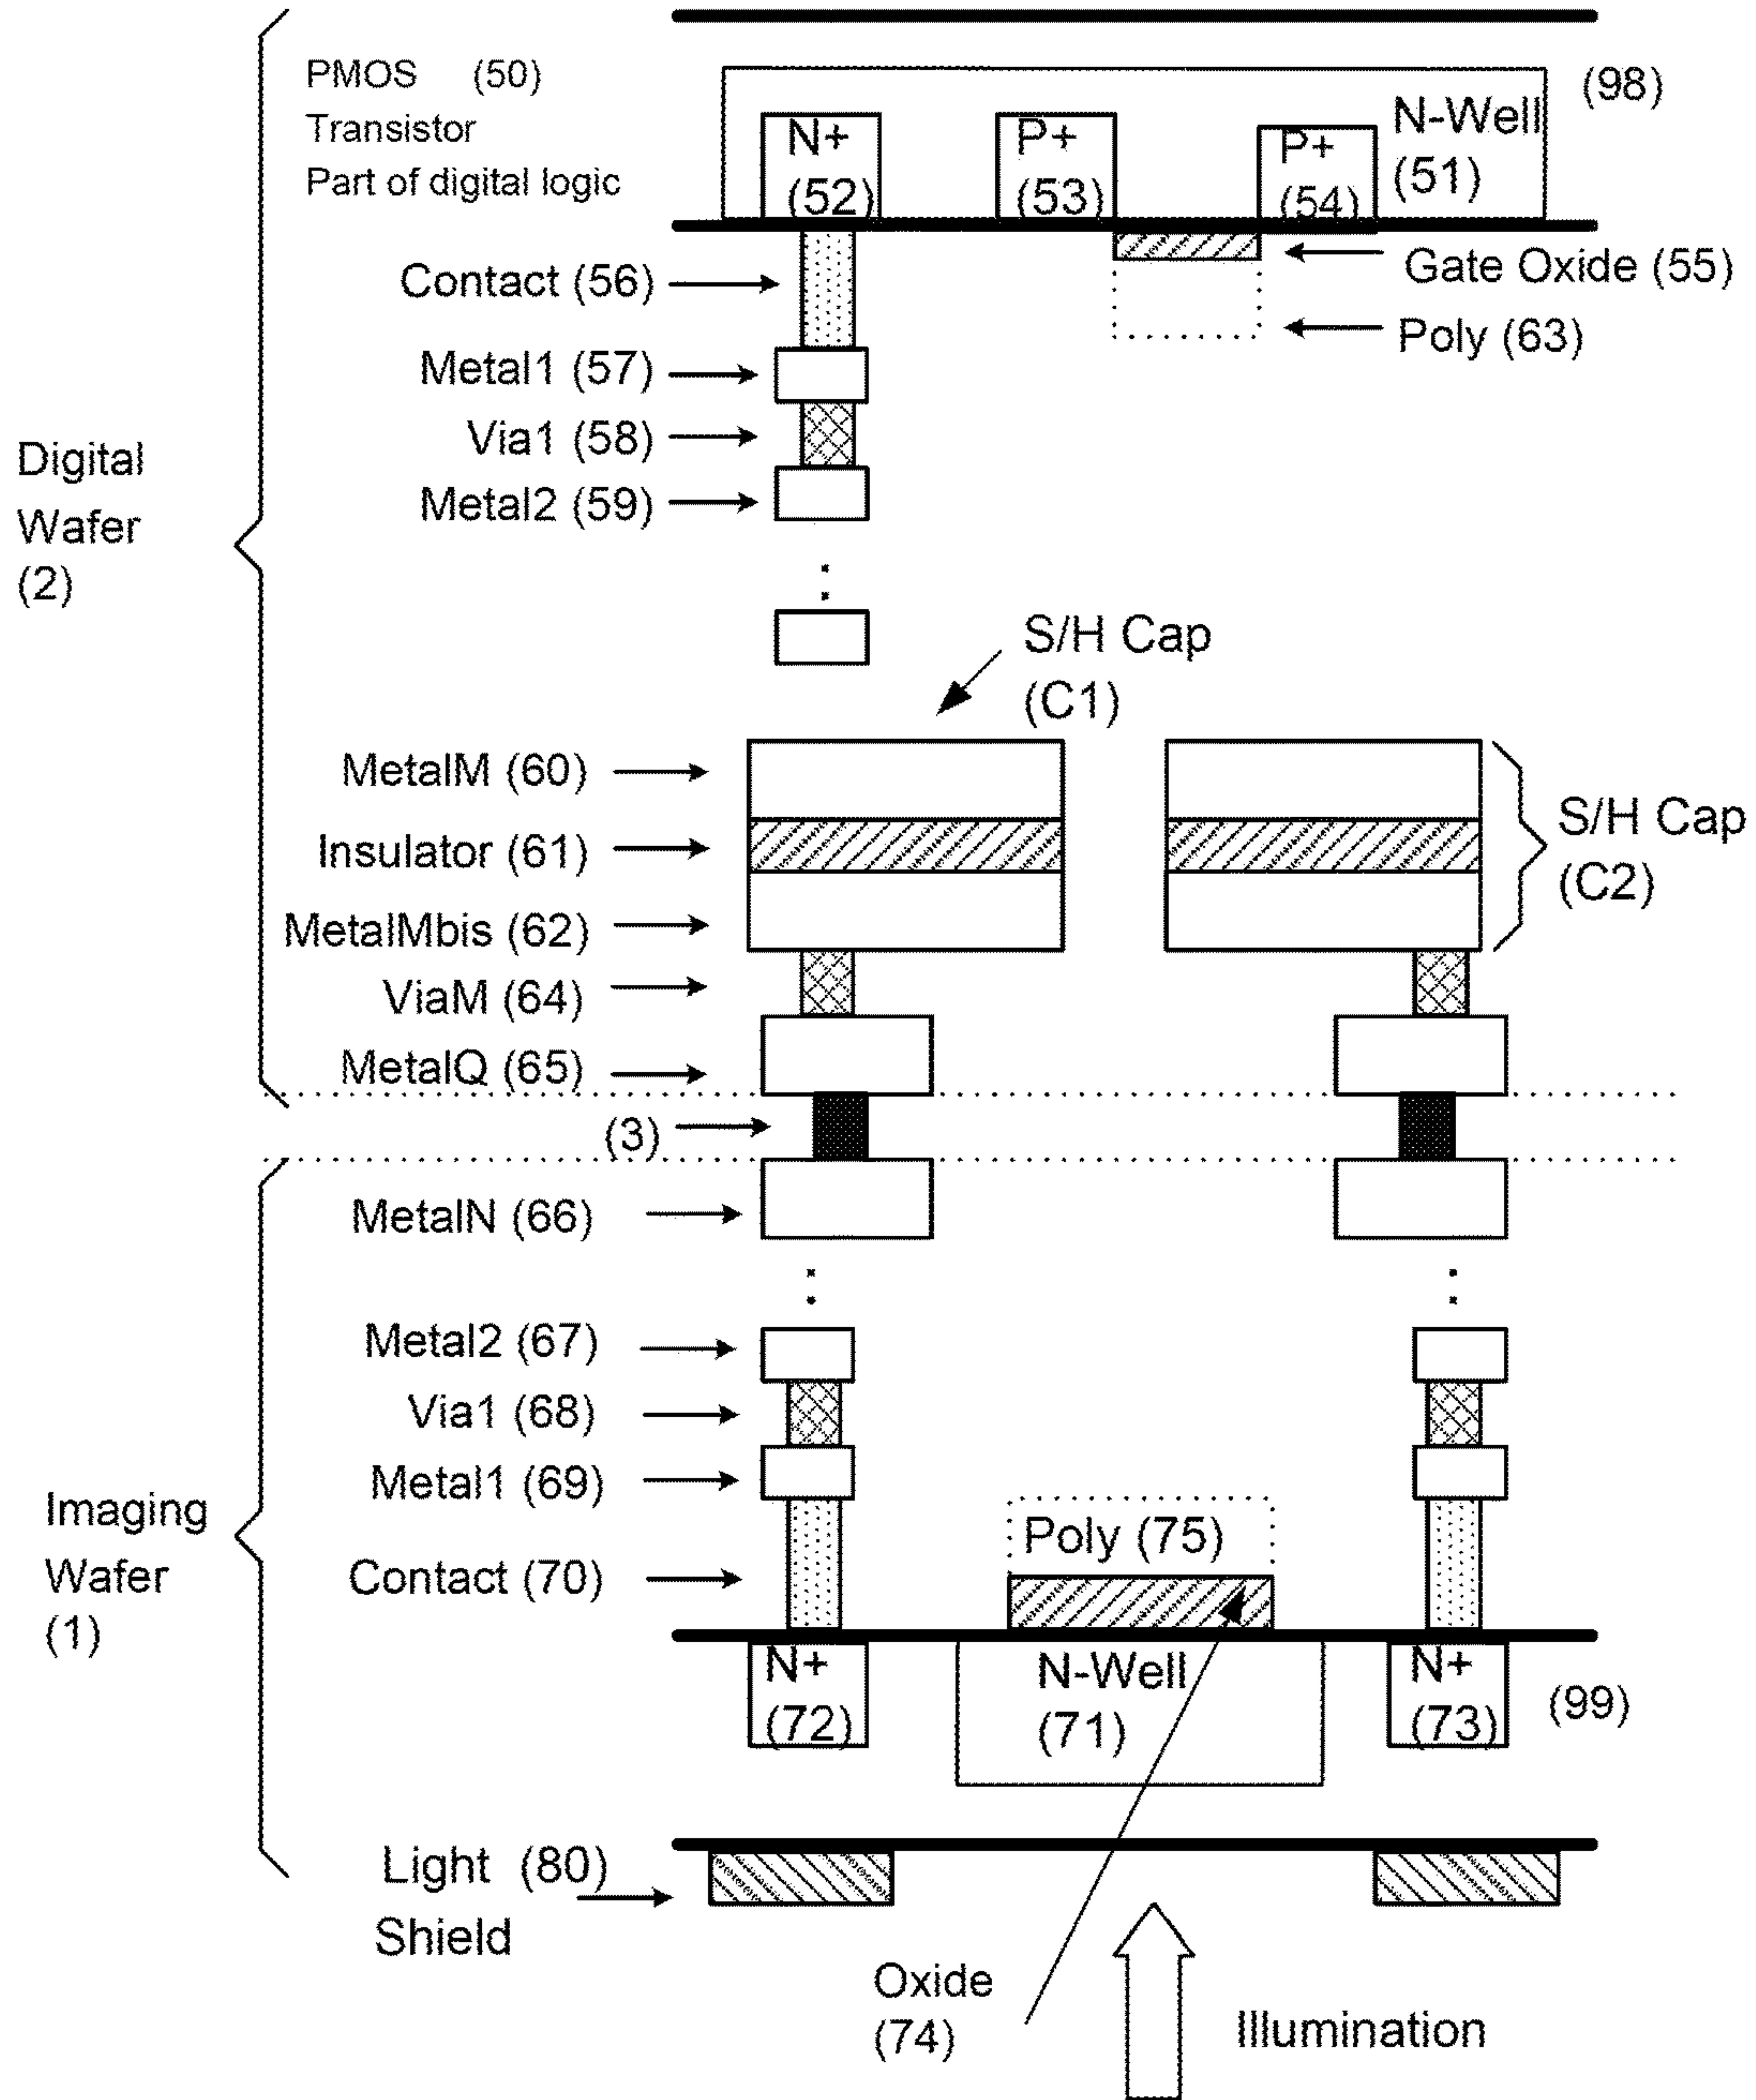 PMOS (50)
Transistor
Part of digital logic
(98)
N-Well
(51)
N+
(52)
P+
(53)
P+
(54)
Contact (56)
Gate Oxide (55)
Poly (63)
Metal1 (57)
Via1 (58)
Metal2 (59)
Digital
Wafer
(2)
S/H Cap
(C1)
MetalM (60)
Insulator (61)
MetalMbis (62)
S/H Cap
(C2)
ViaM (64)
MetalQ (65)
(3)
MetalN (66)
Metal2 (67)
Via1 (68)
Metal1 (69)
Imaging
Wafer
(1)
Poly (75)
Contact (70)
N+
(72)
N-Well
(71)
N+
(73)
(99)
Light (80)
Shield
Oxide
(74)
Illumination